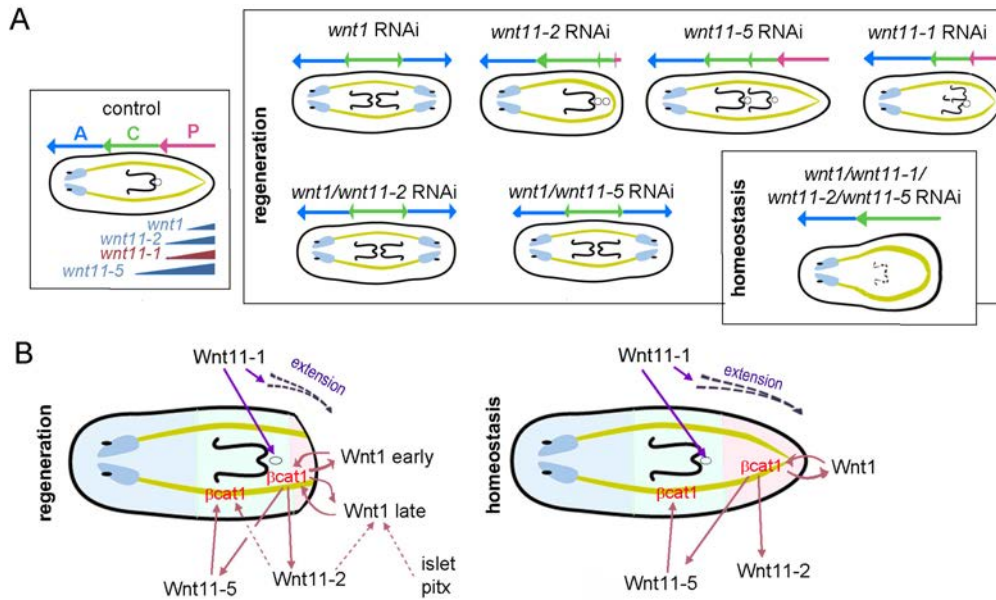 A
control
A C P
wnt1
wnt11-2
wnt11-1
wnt11-5
regeneration
wnt1 RNAi
wnt11-2 RNAi
wnt11-5 RNAi
wnt11-1 RNAi
wnt1/wnt11-2 RNAi
wnt1/wnt11-5 RNAi
homeostasis
wnt1/wnt11-1/
wnt11-2/wnt11-5 RNAi
B
regeneration
Wnt11-1
extension
βcat1
βcat1
Wnt1 early
Wnt1 late
Wnt11-5
Wnt11-2
islet
pitx
homeostasis
Wnt11-1
extension
βcat1
βcat1
Wnt1
Wnt11-5
Wnt11-2